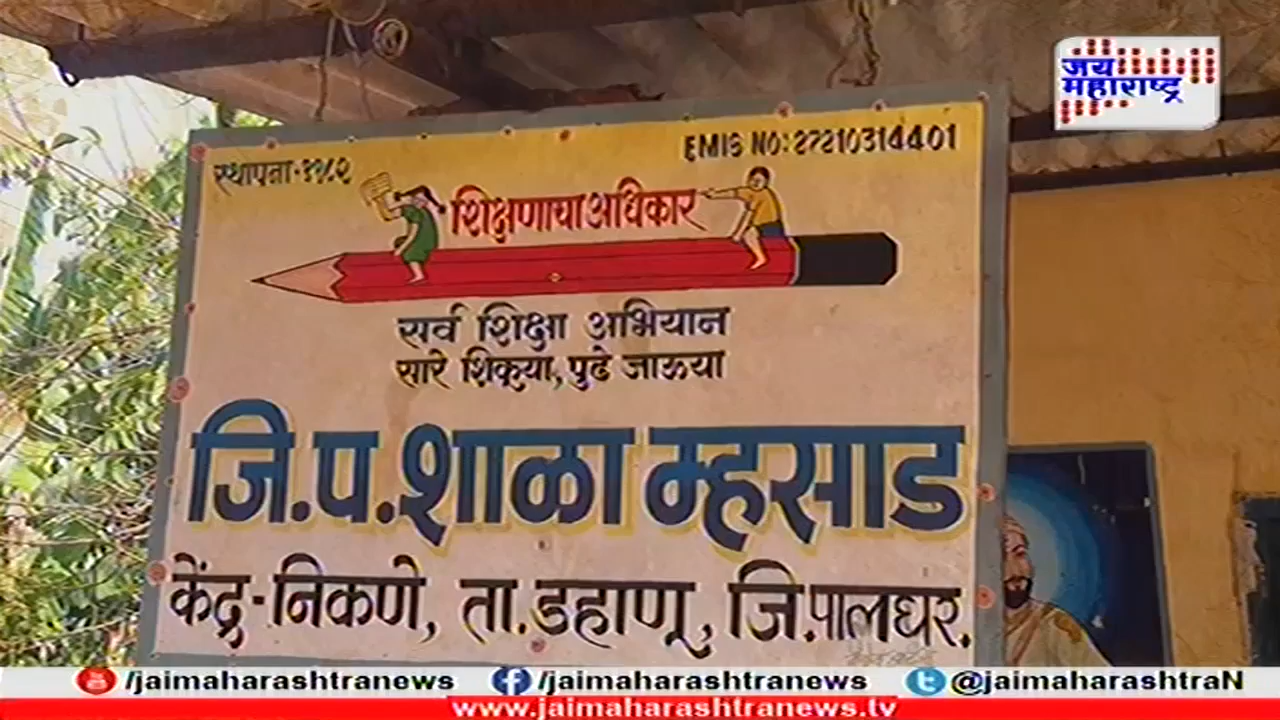 जय
महाराष्ट्र
स्थापना-१९८२
EMIS NO:27210314401
शिक्षणाचा अधिकार
सर्व शिक्षा अभियान
सारे शिकूया, पुढे जाऊया
जि.प.शाळा म्हसाड
केंद्र-निकणे, ता.डहाणू, जि.पालघर.
/jaimaharashtranews /jaimaharashtranews @jaimaharashtraN
www.jaimaharashtranews.tv